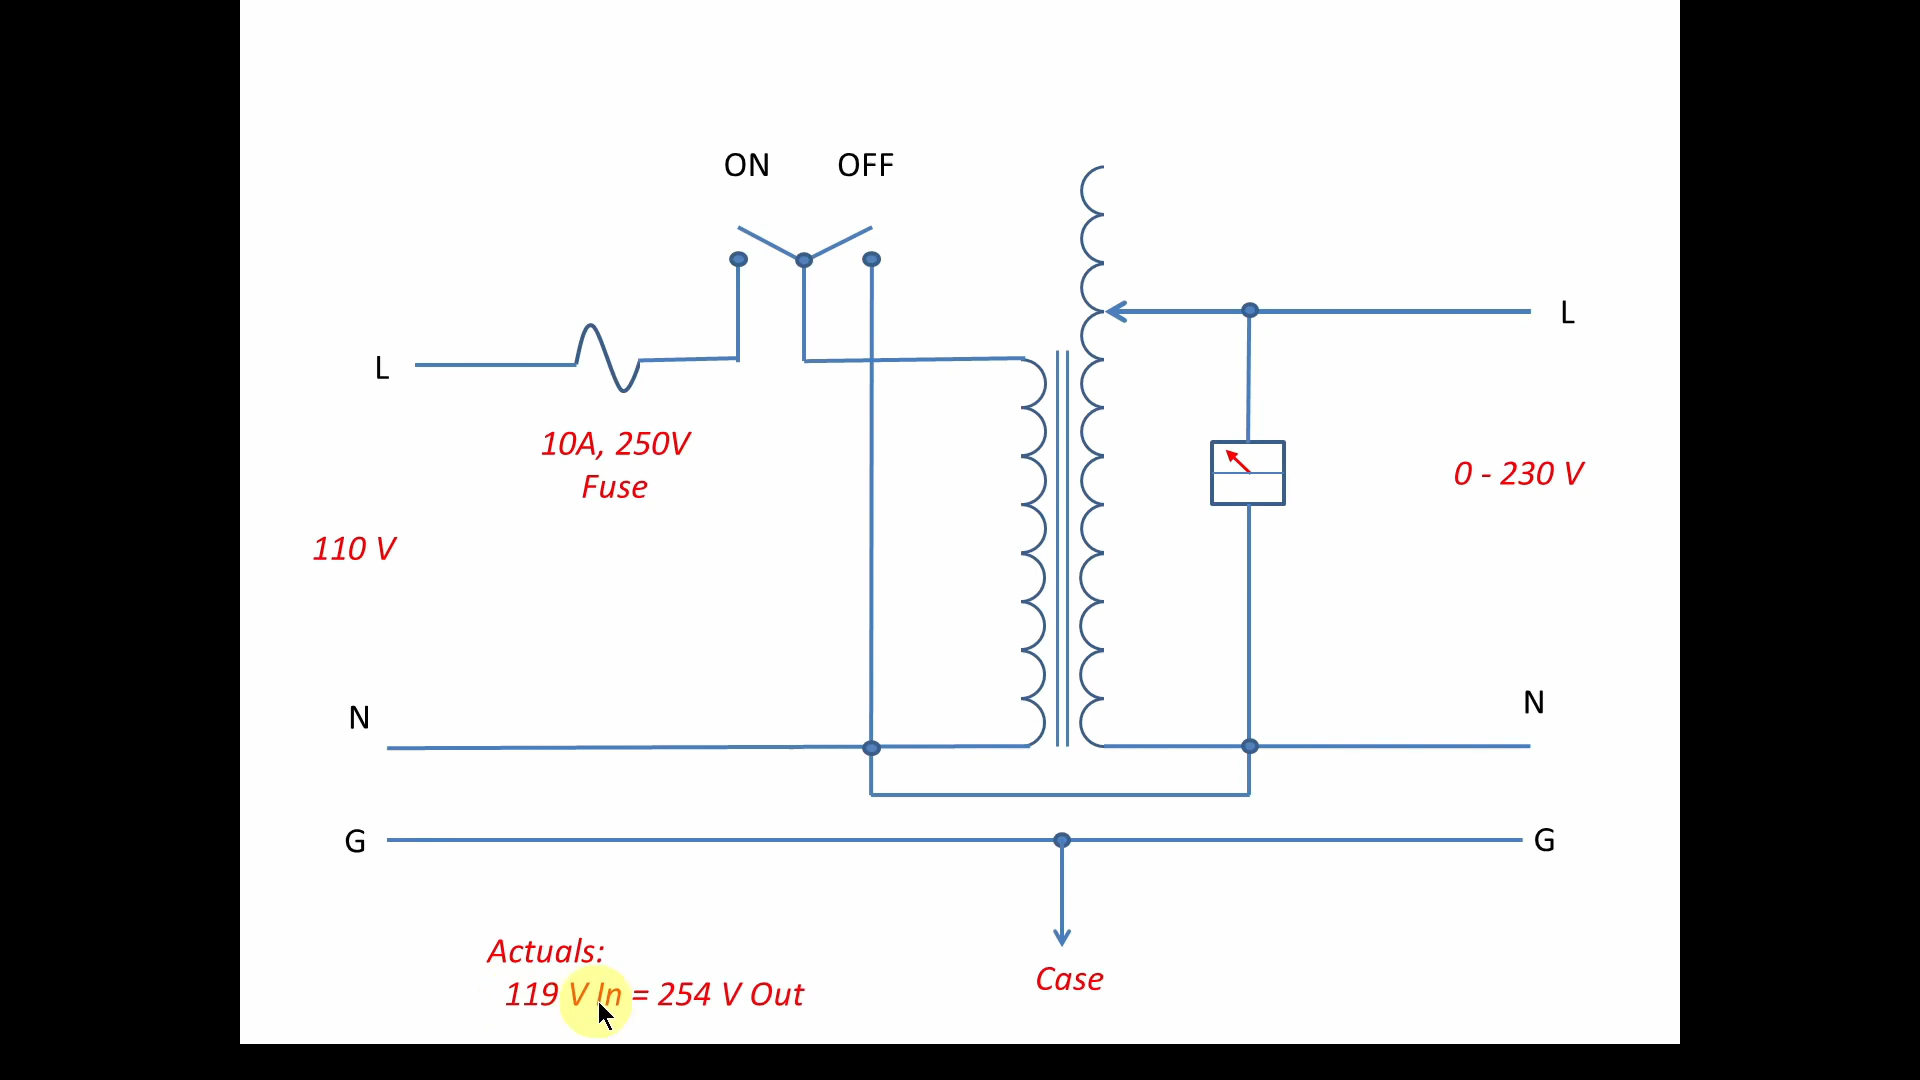 ON OFF
L
L
10A, 250V
Fuse
0 - 230 V
110 V
N
N
G
G
Actuals:
119 V In = 254 V Out
Case